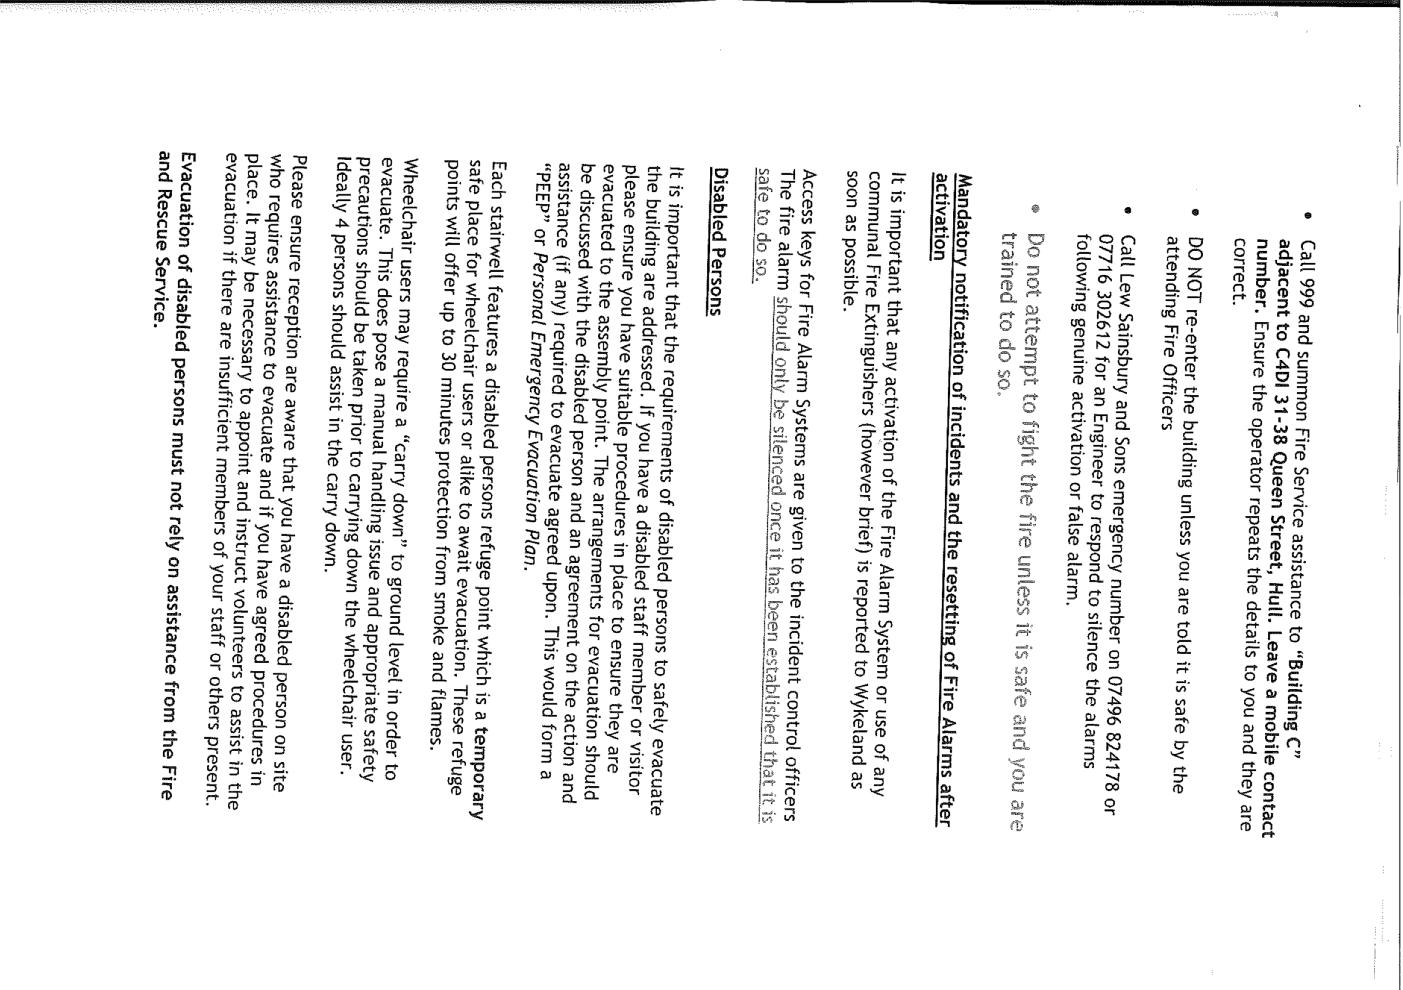 • Call 999 and summon Fire Service assistance to “Building C”
adjacent to C4DI 31-38 Queen Street, Hull. Leave a mobile contact
number. Ensure the operator repeats the details to you and they are
correct.
• DO NOT re-enter the building unless you are told it is safe by the
attending Fire Officers
• Call Lew Sainsbury and Sons emergency number on 07496 824178 or
07716 302612 for an Engineer to respond to silence the alarms
following genuine activation or false alarm.
• Do not attempt to fight the fire unless it is safe and you are
trained to do so.
Mandatory notification of incidents and the resetting of Fire Alarms after
activation
It is important that any activation of the Fire Alarm System or use of any
communal Fire Extinguishers (however brief) is reported to Wykeland as
soon as possible.
Access keys for Fire Alarm Systems are given to the incident control officers
The fire alarm should only be silenced once it has been established that it is
safe to do so.
Disabled Persons
It is important that the requirements of disabled persons to safely evacuate
the building are addressed. If you have a disabled staff member or visitor
please ensure you have suitable procedures in place to ensure they are
evacuated to the assembly point. The arrangements for evacuation should
be discussed with the disabled person and an agreement on the action and
assistance (if any) required to evacuate agreed upon. This would form a
“PEEP” or Personal Emergency Evacuation Plan.
Each stairwell features a disabled persons refuge point which is a temporary
safe place for wheelchair users or alike to await evacuation. These refuge
points will offer up to 30 minutes protection from smoke and flames.
Wheelchair users may require a “carry down” to ground level in order to
evacuate. This does pose a manual handling issue and appropriate safety
precautions should be taken prior to carrying down the wheelchair user.
Ideally 4 persons should assist in the carry down.
Please ensure reception are aware that you have a disabled person on site
who requires assistance to evacuate and if you have agreed procedures in
place. It may be necessary to appoint and instruct volunteers to assist in the
evacuation if there are insufficient members of your staff or others present.
Evacuation of disabled persons must not rely on assistance from the Fire
and Rescue Service.